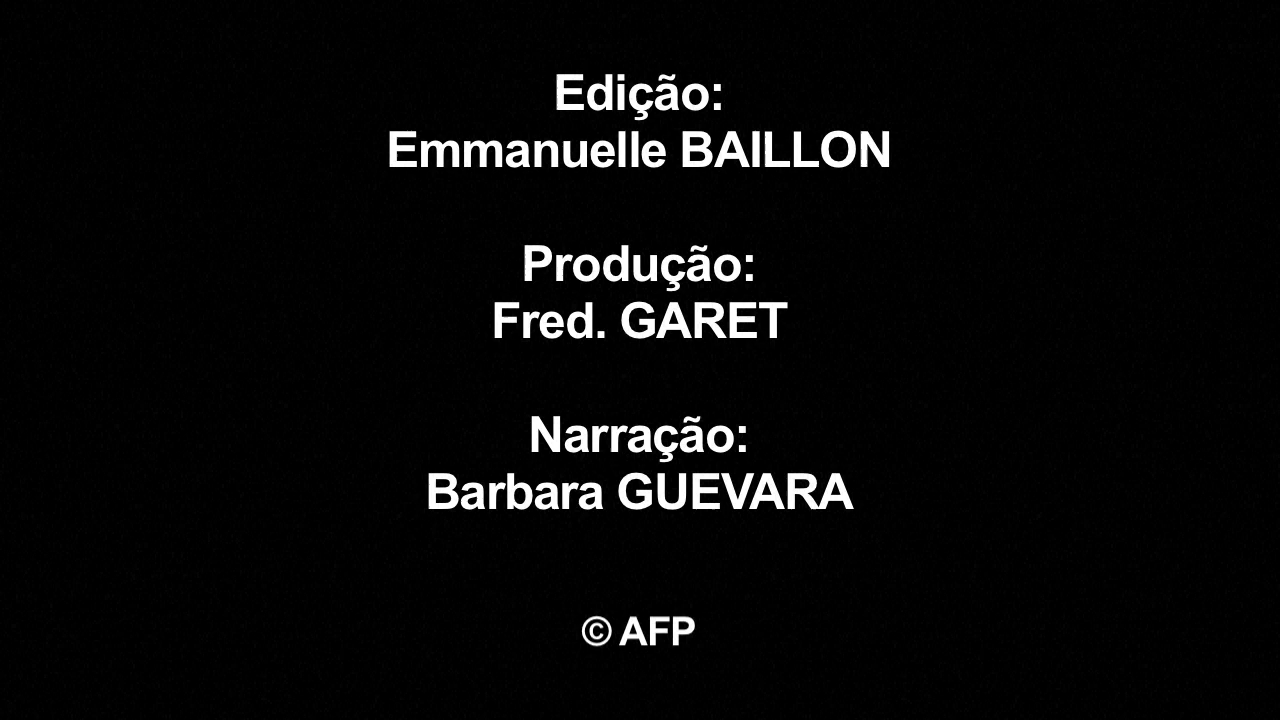 Edição:
Emmanuelle BAILLON
Produção:
Fred. GARET
Narração:
Barbara GUEVARA
© AFP